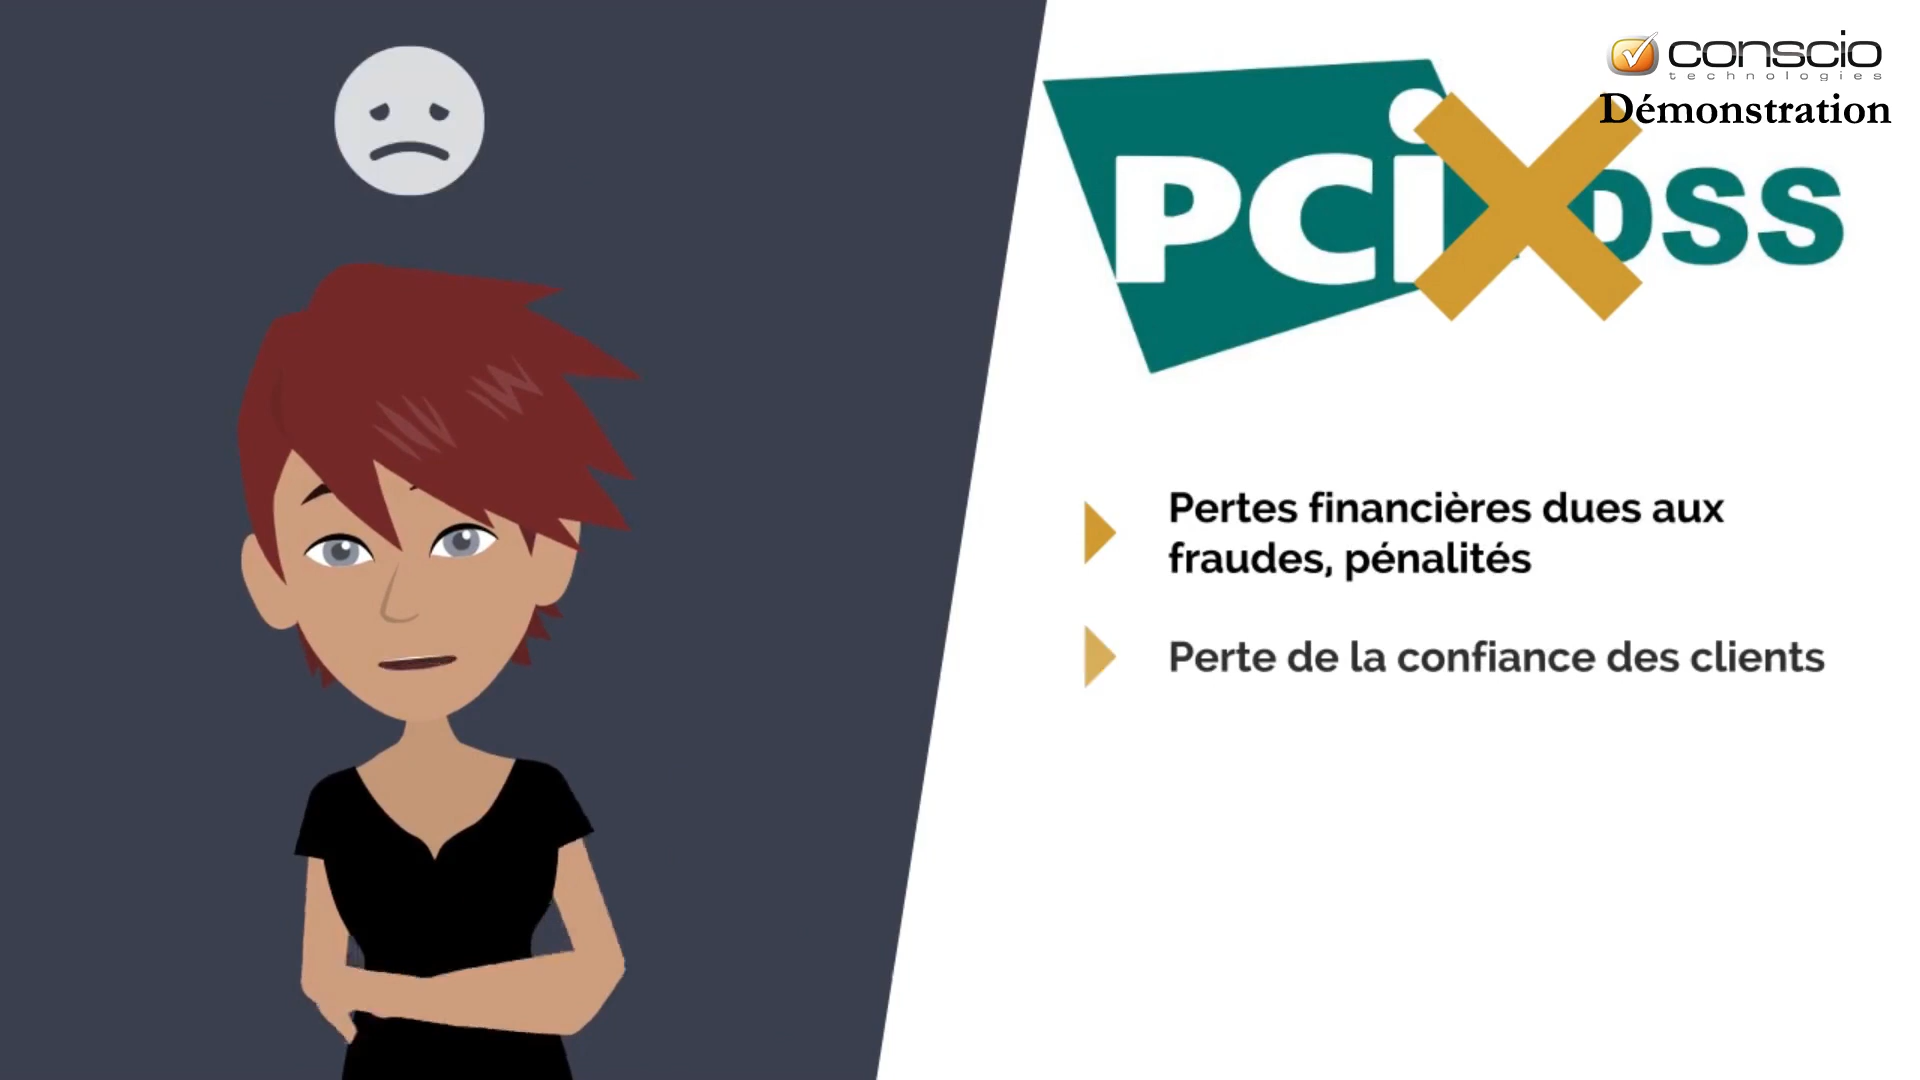 conscio
technologies
Démonstration
PCi DSS
Pertes financières dues aux
fraudes, pénalités
Perte de la confiance des clients